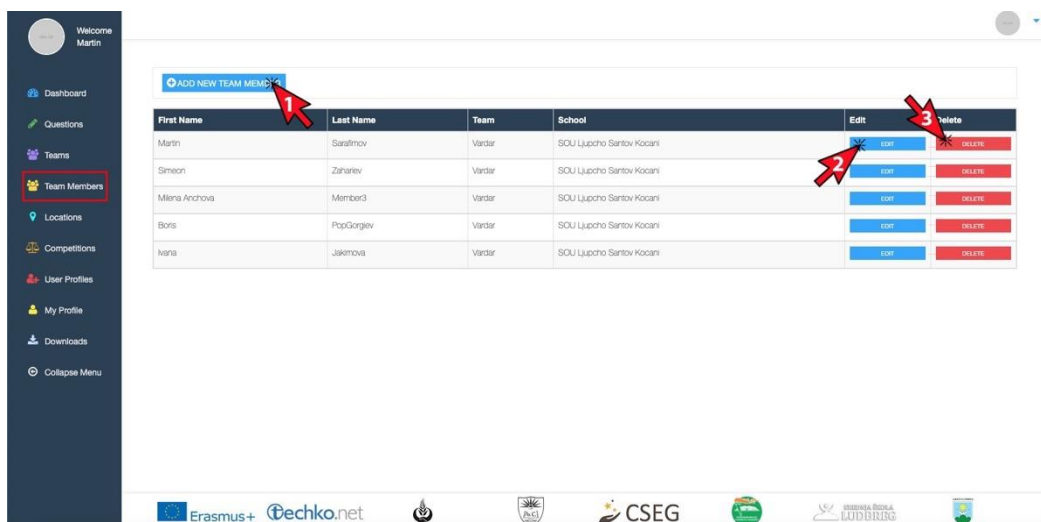 Welcome
Martin
Dashboard
Questions
Teams
Team Members
Locations
Competitions
User Profiles
My Profile
Downloads
Collapse Menu
ADD NEW TEAM
1
First Name Last Name Team School Edit Delete
3
Martin Sarafimov Vardar SOU Ljupcho Santov Kocani EDIT DELETE
2
Simeon Zahariev Vardar SOU Ljupcho Santov Kocani EDIT DELETE
Milena Anchova Member3 Vardar SOU Ljupcho Santov Kocani EDIT DELETE
Boris PopGorgiev Vardar SOU Ljupcho Santov Kocani EDIT DELETE
Ivana Jakimova Vardar SOU Ljupcho Santov Kocani EDIT DELETE
Erasmus+ techko.net CSEG LUDBREG